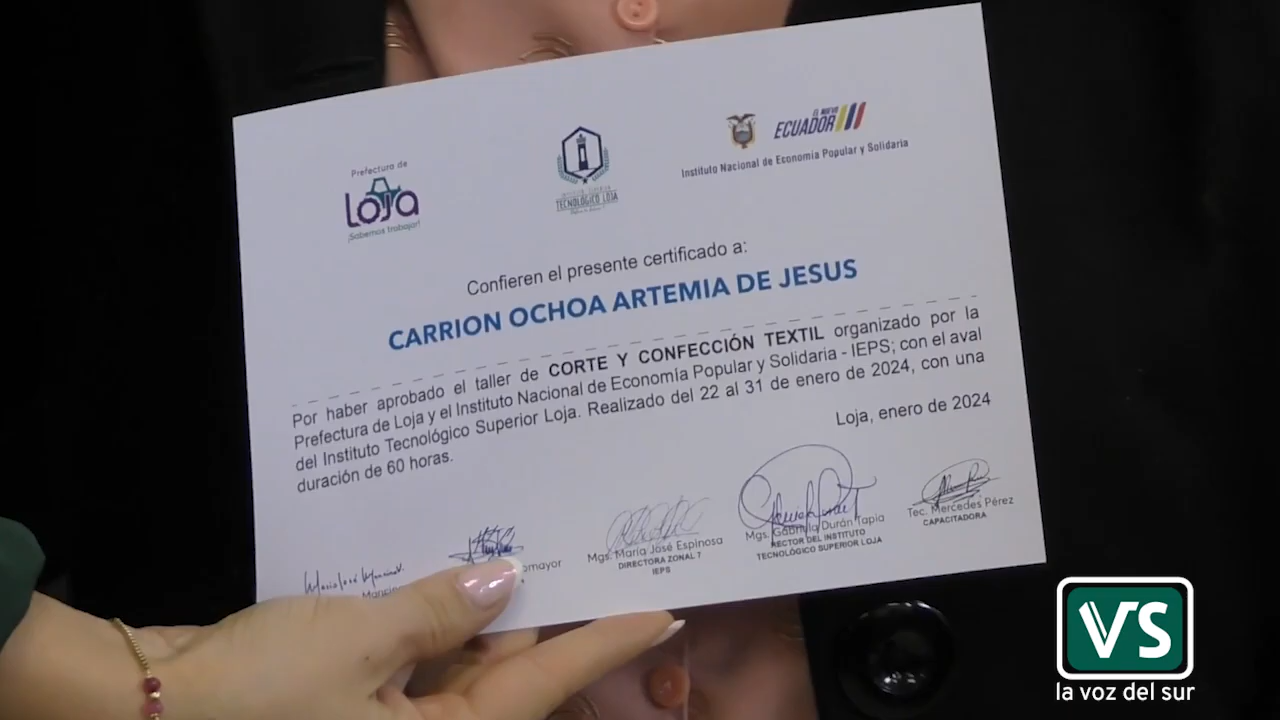 Prefectura de
Loja
¡Sabemos trabajar!
TECNOLÓGICO LOJA
EL NUEVO
ECUADOR
Instituto Nacional de Economía Popular y Solidaria
Confieren el presente certificado a:
CARRION OCHOA ARTEMIA DE JESUS
Por haber aprobado el taller de CORTE Y CONFECCIÓN TEXTIL organizado por la
Prefectura de Loja y el Instituto Nacional de Economía Popular y Solidaria - IEPS; con el aval
del Instituto Tecnológico Superior Loja. Realizado del 22 al 31 de enero de 2024, con una
duración de 60 horas.
Loja, enero de 2024
Mgs. María José Espinosa
DIRECTORA ZONAL 7
IEPS
Mgs. Gabriela Durán Tapia
RECTOR DEL INSTITUTO
TECNOLÓGICO SUPERIOR LOJA
Tec. Mercedes Pérez
CAPACITADORA
VS
la voz del sur